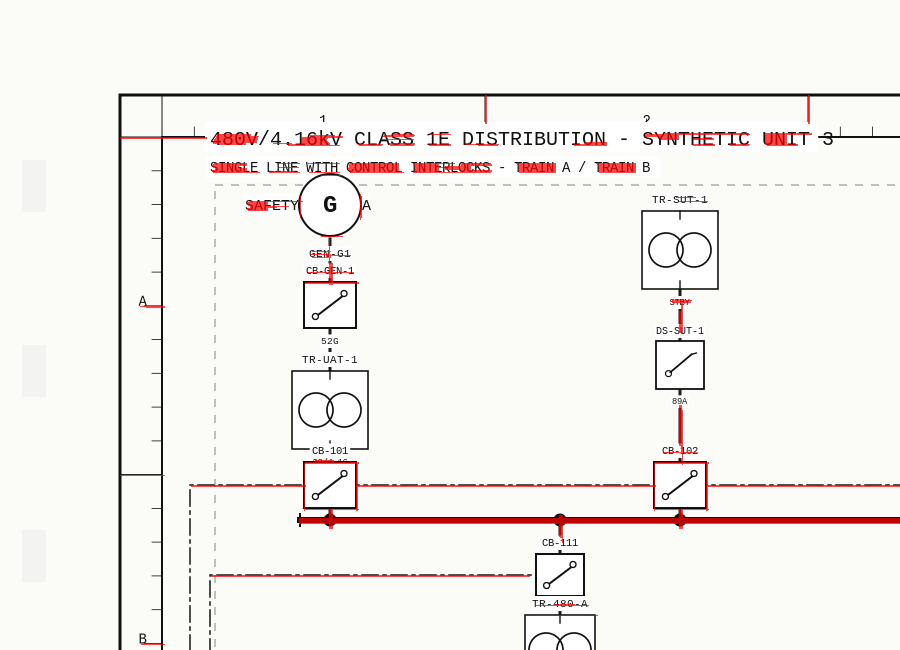 1 2
480V/4.16kV CLASS 1E DISTRIBUTION - SYNTHETIC UNIT 3
SINGLE LINE WITH CONTROL INTERLOCKS - TRAIN A / TRAIN B
TR-SUT-1
SAFETY G A
GEN-G1
CB-GEN-1
A
STBY
DS-SUT-1
52G
TR-UAT-1
89A
CB-101 CB-102
CB-111
TR-480-A
B